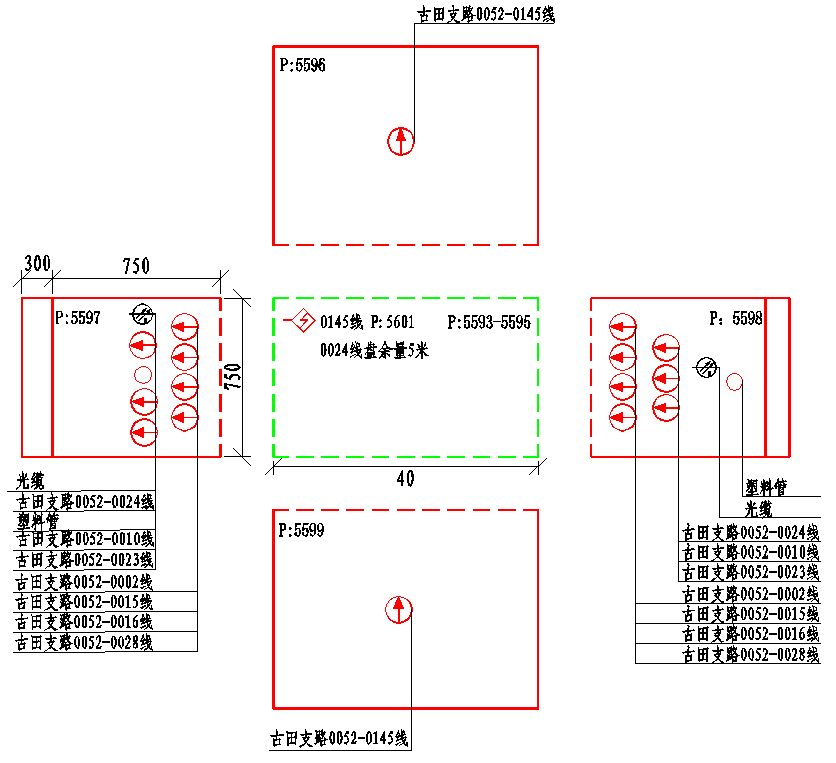 古田支路0052-0145线
P:5596
300
750
P:5597
750
0145线 P:5601
P:5593-5595
0024线盘余量5米
P: 5598
40
光缆
古田支路0052-0024线
塑料管
古田支路0052-0010线
古田支路0052-0023线
古田支路0052-0002线
古田支路0052-0015线
古田支路0052-0016线
古田支路0052-0028线
P:5599
塑料管
光缆
古田支路0052-0024线
古田支路0052-0010线
古田支路0052-0023线
古田支路0052-0002线
古田支路0052-0015线
古田支路0052-0016线
古田支路0052-0028线
古田支路0052-0145线